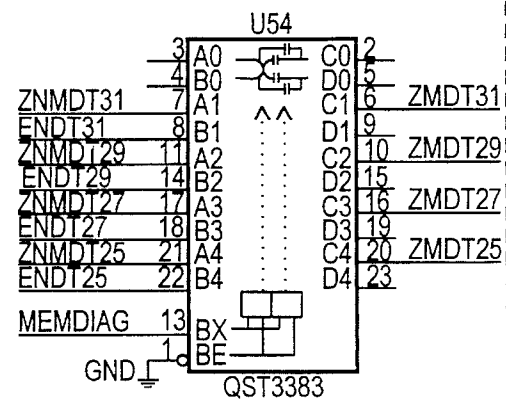 U54
3 A0 C0 2
4 B0 D0 5
ZNMDT31 7 A1 C1 6 ZMDT31
ENDT31 8 B1 D1 9
ZNMDT29 11 A2 C2 10 ZMDT29
ENDT29 14 B2 D2 15
ZNMDT27 17 A3 C3 16 ZMDT27
ENDT27 18 B3 D3 19
ZNMDT25 21 A4 C4 20 ZMDT25
ENDT25 22 B4 D4 23
MEMDIAG 13 BX
1 BE
GND
QST3383